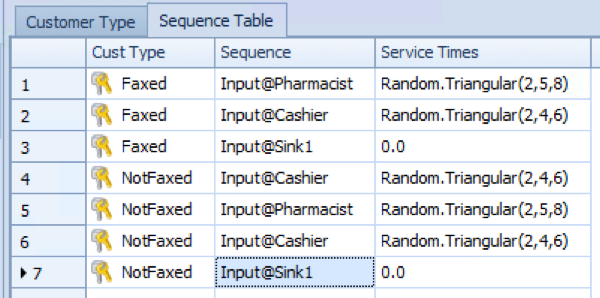 Customer Type Sequence Table
Cust Type Sequence Service Times
1 Faxed Input@Pharmacist Random.Triangular(2,5,8)
2 Faxed Input@Cashier Random.Triangular(2,4,6)
3 Faxed Input@Sink1 0.0
4 NotFaxed Input@Cashier Random.Triangular(2,4,6)
5 NotFaxed Input@Pharmacist Random.Triangular(2,5,8)
6 NotFaxed Input@Cashier Random.Triangular(2,4,6)
7 NotFaxed Input@Sink1 0.0